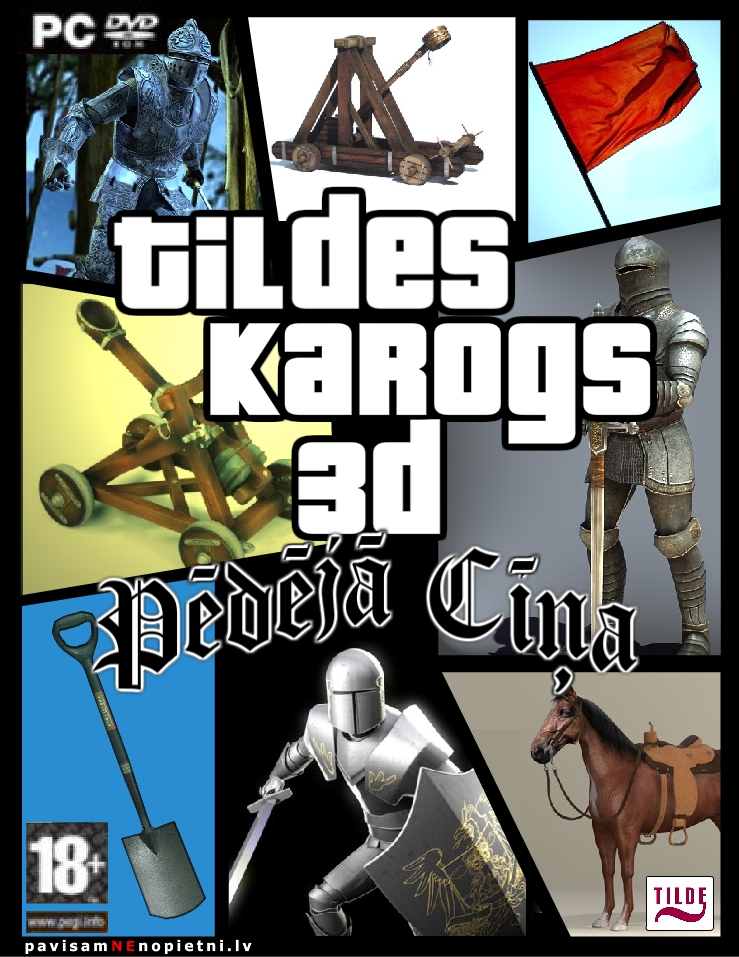 PC DVD
ROM
tildes
karogs
3d
Pēdējā Cīņa
18+
www.pegi.info
TILDE
pavisamNEnopietni.lv